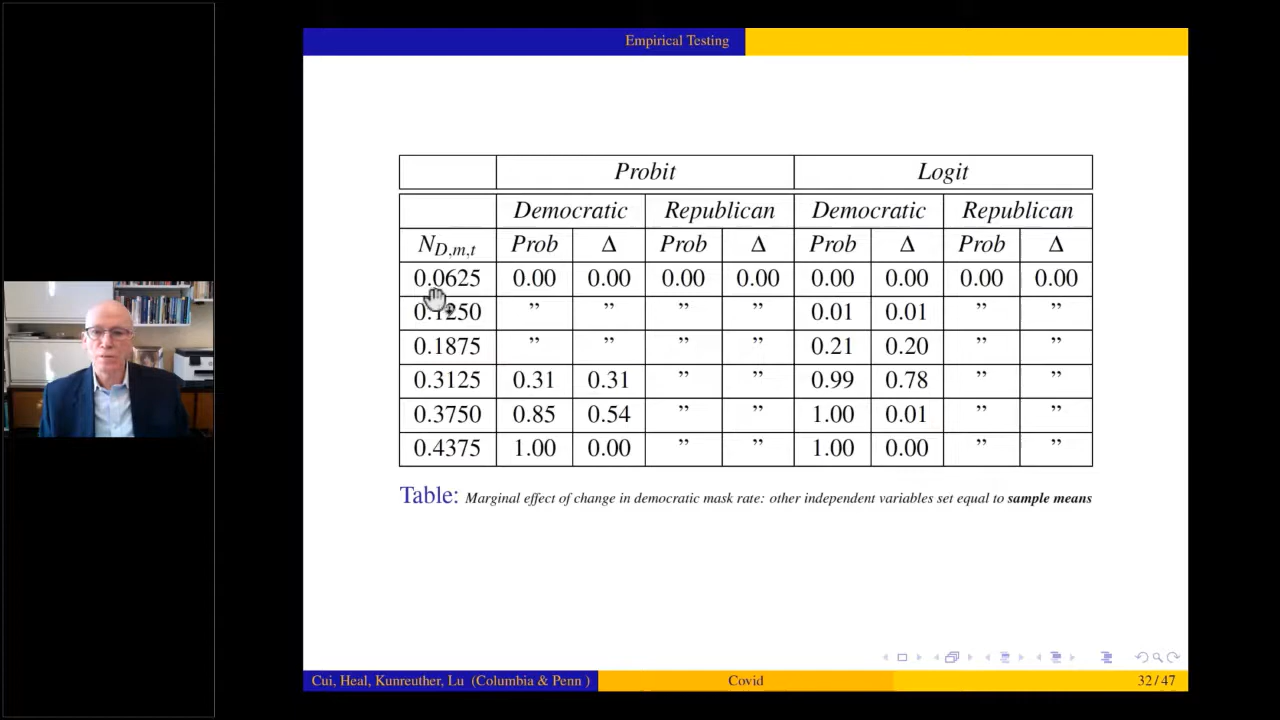 Empirical Testing
Probit Logit
Democratic Republican Democratic Republican
N_{D,m,t} Prob Δ Prob Δ Prob Δ Prob Δ
0.0625 0.00 0.00 0.00 0.00 0.00 0.00 0.00 0.00
0.1250 ” ” ” ” 0.01 0.01 ” ”
0.1875 ” ” ” ” 0.21 0.20 ” ”
0.3125 0.31 0.31 ” ” 0.99 0.78 ” ”
0.3750 0.85 0.54 ” ” 1.00 0.01 ” ”
0.4375 1.00 0.00 ” ” 1.00 0.00 ” ”
Table: Marginal effect of change in democratic mask rate: other independent variables set equal to sample means
Cui, Heal, Kunreuther, Lu (Columbia & Penn ) Covid 32 / 47